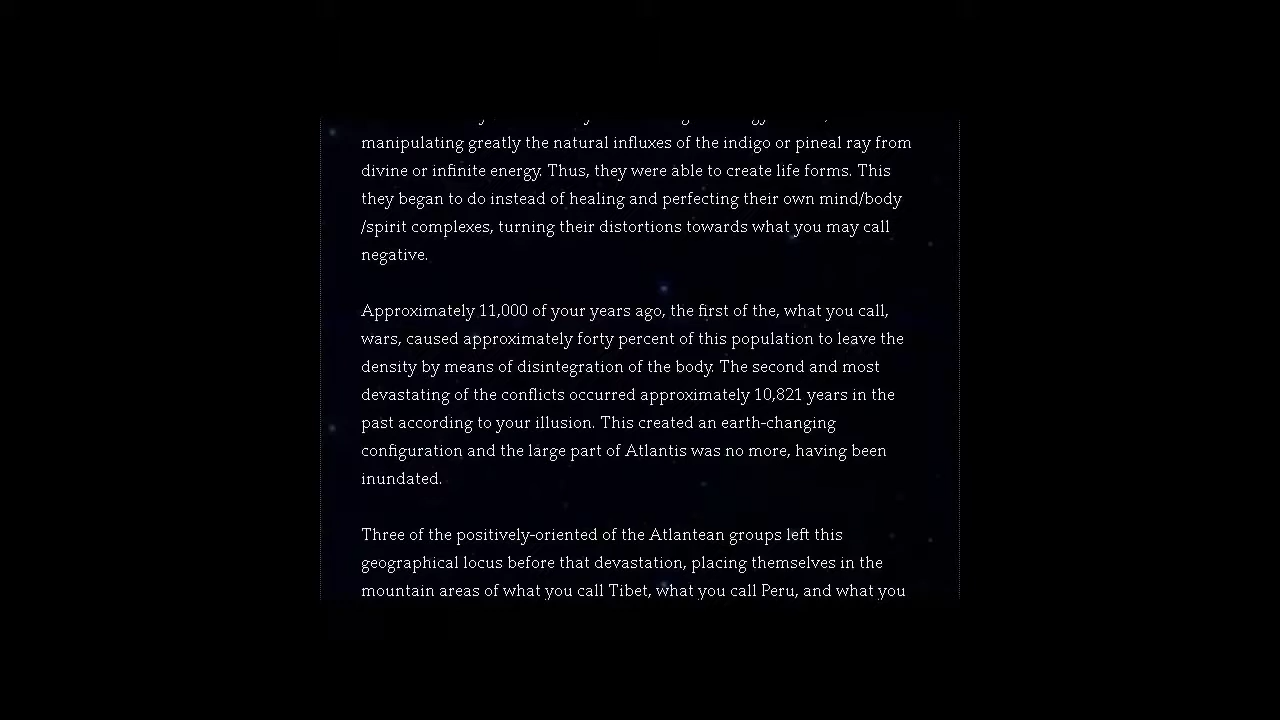 manipulating greatly the natural influxes of the indigo or pineal ray from
divine or infinite energy. Thus, they were able to create life forms. This
they began to do instead of healing and perfecting their own mind/body
/spirit complexes, turning their distortions towards what you may call
negative.
Approximately 11,000 of your years ago, the first of the, what you call,
wars, caused approximately forty percent of this population to leave the
density by means of disintegration of the body. The second and most
devastating of the conflicts occurred approximately 10,821 years in the
past according to your illusion. This created an earth-changing
configuration and the large part of Atlantis was no more, having been
inundated.
Three of the positively-oriented of the Atlantean groups left this
geographical locus before that devastation, placing themselves in the
mountain areas of what you call Tibet, what you call Peru, and what you